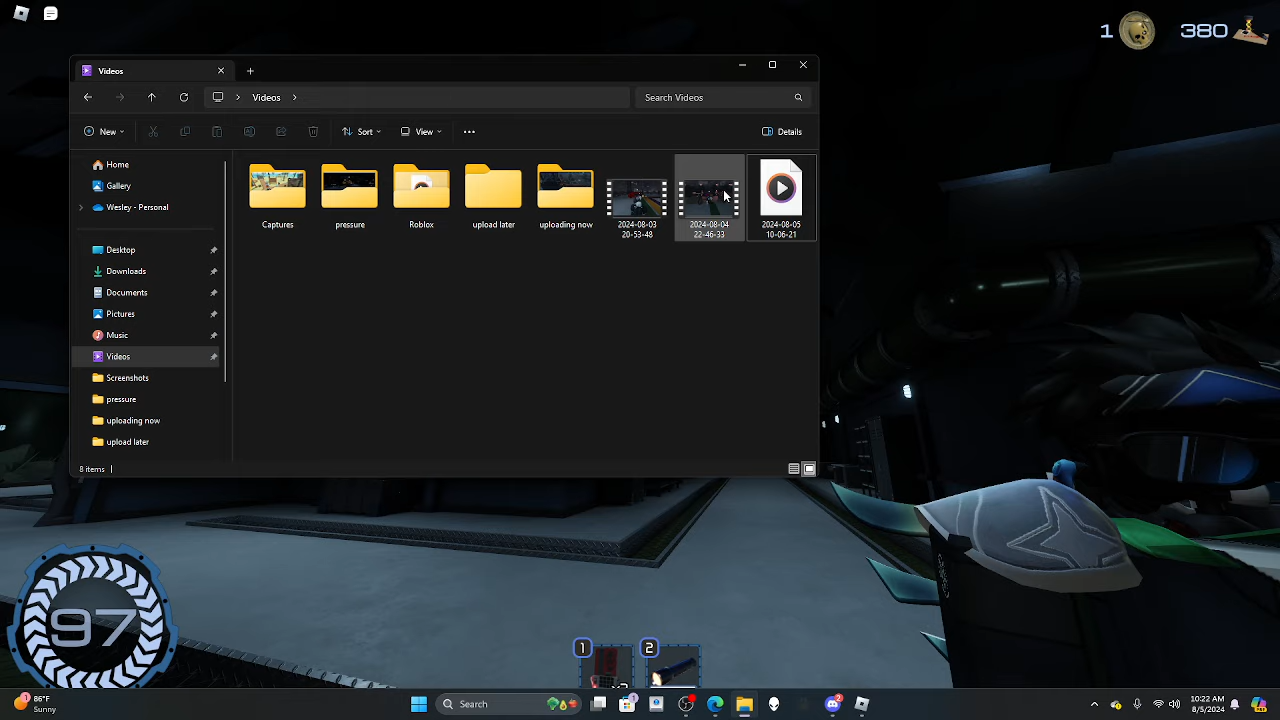 1 380
Videos
Videos
Search Videos
New Sort View Details
Home
Gallery
Wesley - Personal
Desktop
Downloads
Documents
Pictures
Music
Videos
Screenshots
pressure
uploading now
upload later
Captures pressure Roblox upload later uploading now 2024-08-03 20-53-48 2024-08-04 22-46-33 2024-08-05 10-06-21
8 items
97
1 2
86°F
Sunny
Search
10:22 AM
8/5/2024